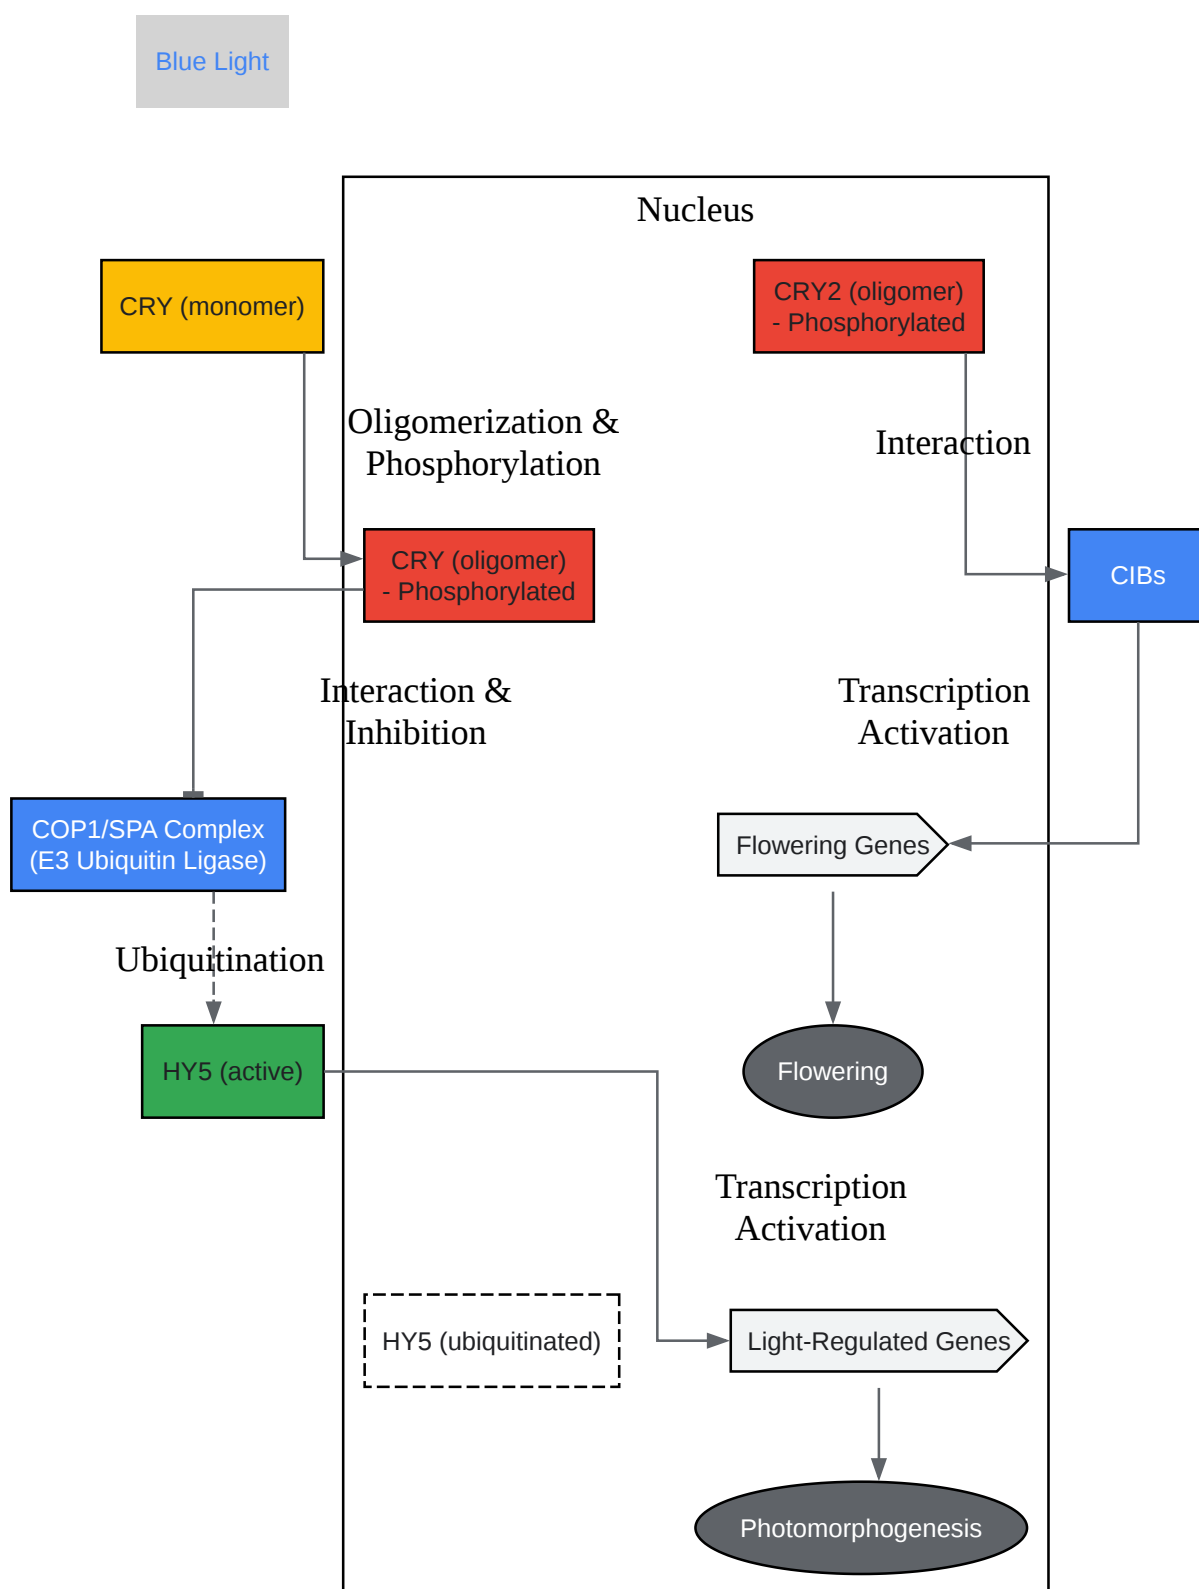 Blue Light
Nucleus
CRY (monomer)
CRY2 (oligomer)
- Phosphorylated
Oligomerization &
Phosphorylation
Interaction
CRY (oligomer)
- Phosphorylated
CIBs
Interaction &
Inhibition
Transcription
Activation
COP1/SPA Complex
(E3 Ubiquitin Ligase)
Flowering Genes
Ubiquitination
HY5 (active)
Flowering
Transcription
Activation
HY5 (ubiquitinated)
Light-Regulated Genes
Photomorphogenesis